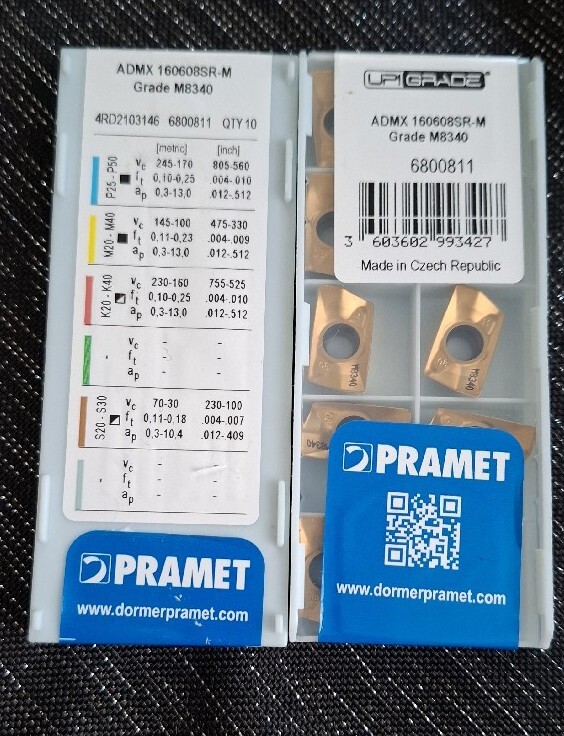 ADMX 160608SR-M
Grade M8340
4RD2103146 6800811 QTY 10
[metric] [inch]
P25 - P50
vc 245-170 805-560
ft 0,10-0,25 .004-.010
ap 0,3-13,0 .012-.512
M20 - M40
vc 145-100 475-330
ft 0,11-0,23 .004-.009
ap 0,3-13,0 .012-.512
K20 - K40
vc 230-160 755-525
ft 0,10-0,25 .004-.010
ap 0,3-13,0 .012-.512
vc - -
ft - -
ap - -
S20 - S30
vc 70-30 230-100
ft 0,11-0,18 .004-.007
ap 0,3-10,4 .012-.409
vc - -
ft - -
ap - -
PRAMET
www.dormerpramet.com
UP!GRADE
ADMX 160608SR-M
Grade M8340
6800811
3 603602 993427
Made in Czech Republic
M8340
M8340
M8340
PRAMET
www.dormerpramet.com